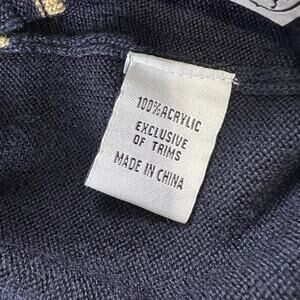 100% ACRYLIC
EXCLUSIVE
OF TRIMS
MADE IN CHINA